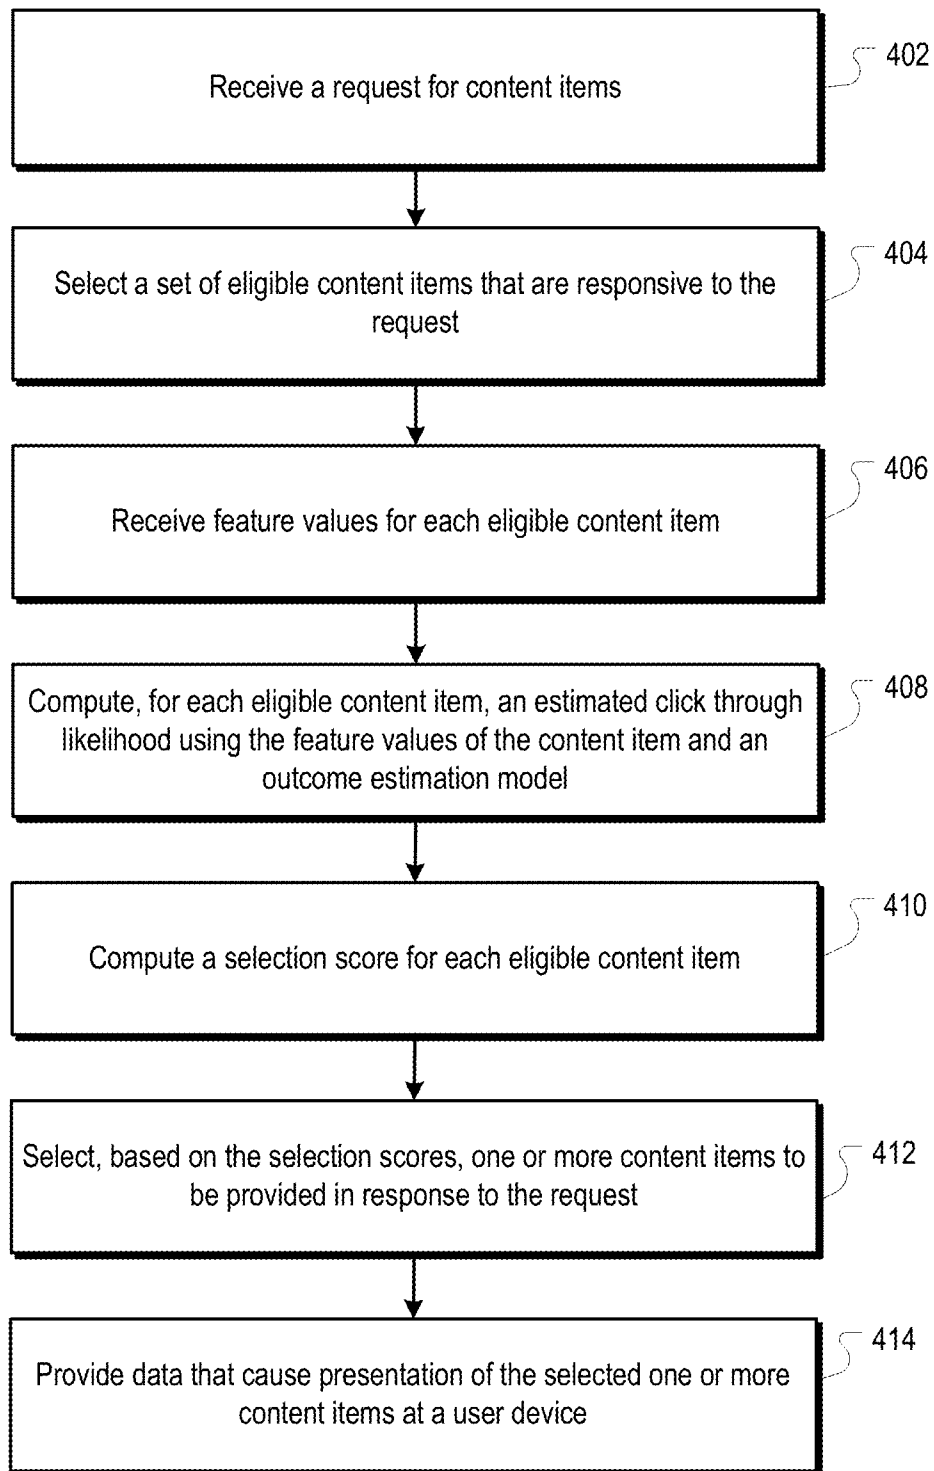 Receive a request for content items
402
Select a set of eligible content items that are responsive to the
request
404
Receive feature values for each eligible content item
406
Compute, for each eligible content item, an estimated click through
likelihood using the feature values of the content item and an
outcome estimation model
408
Compute a selection score for each eligible content item
410
Select, based on the selection scores, one or more content items to
be provided in response to the request
412
Provide data that cause presentation of the selected one or more
content items at a user device
414